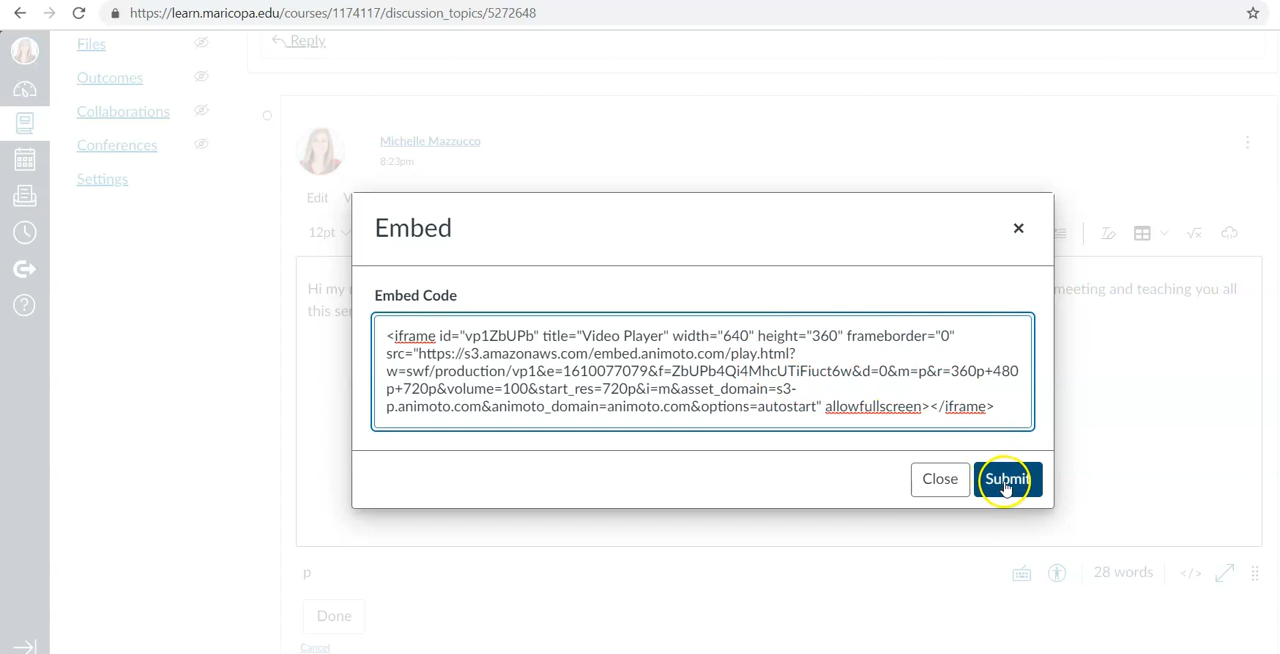 https://learn.maricopa.edu/courses/1174117/discussion_topics/5272648
Files
Outcomes
Collaborations
Conferences
Settings
Reply
Michelle Mazzucco
8:23pm
Edit V
12pt
Hi my
meeting and teaching you all
this se
Embed
×
Embed Code
<iframe id="vp1ZbUPb" title="Video Player" width="640" height="360" frameborder="0"
src="https://s3.amazonaws.com/embed.animoto.com/play.html?
w=swf/production/vp1&e=1610077079&f=ZbUPb4Qi4MhcUTiFiuct6w&d=0&m=p&r=360p+480
p+720p&volume=100&start_res=720p&i=m&asset_domain=s3-
p.animoto.com&animoto_domain=animoto.com&options=autostart" allowfullscreen></iframe>
Close
Submit
p
28 words
</>
Done
Cancel